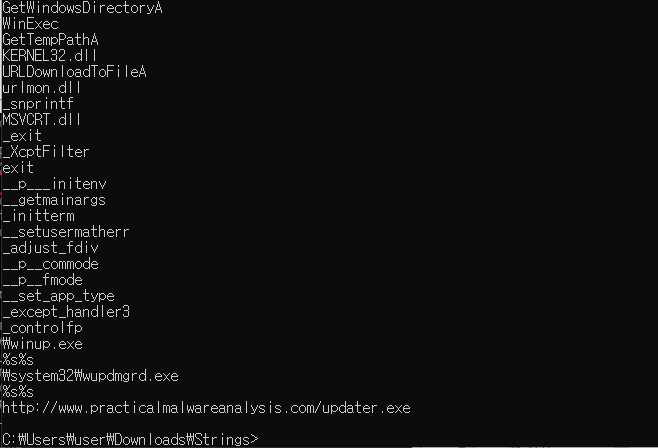 GetWindowsDirectoryA
WinExec
GetTempPathA
KERNEL32.dll
URLDownloadToFileA
urlmon.dll
_snprintf
MSVCRT.dll
_exit
_XcptFilter
exit
__p___initenv
__getmainargs
_initterm
__setusermatherr
_adjust_fdiv
__p__commode
__p__fmode
__set_app_type
_except_handler3
_controlfp
₩winup.exe
%s%s
₩system32₩wupdmgrd.exe
%s%s
http://www.practicalmalwareanalysis.com/updater.exe
C:₩Users₩user₩Downloads₩Strings>